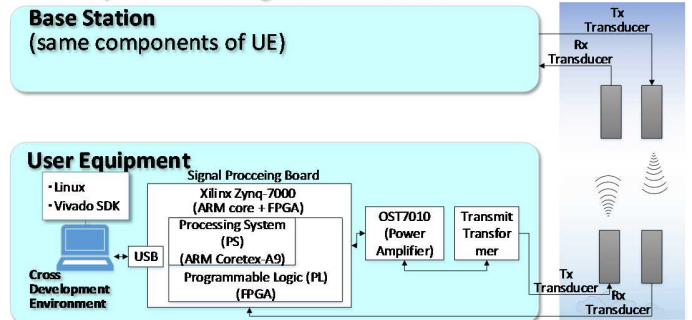 Base Station
(same components of UE)
Tx
Transducer
Rx
Transducer
User Equipment
Signal Procceing Board
・Linux
・Vivado SDK
Xilinx Zynq-7000
(ARM core + FPGA)
Processing System
(PS)
(ARM Coretex-A9)
Programmable Logic (PL)
(FPGA)
USB
OST7010
(Power
Amplifier)
Transmit
Transfor
mer
Cross
Development
Environment
Tx
Transducer
Rx
Transducer